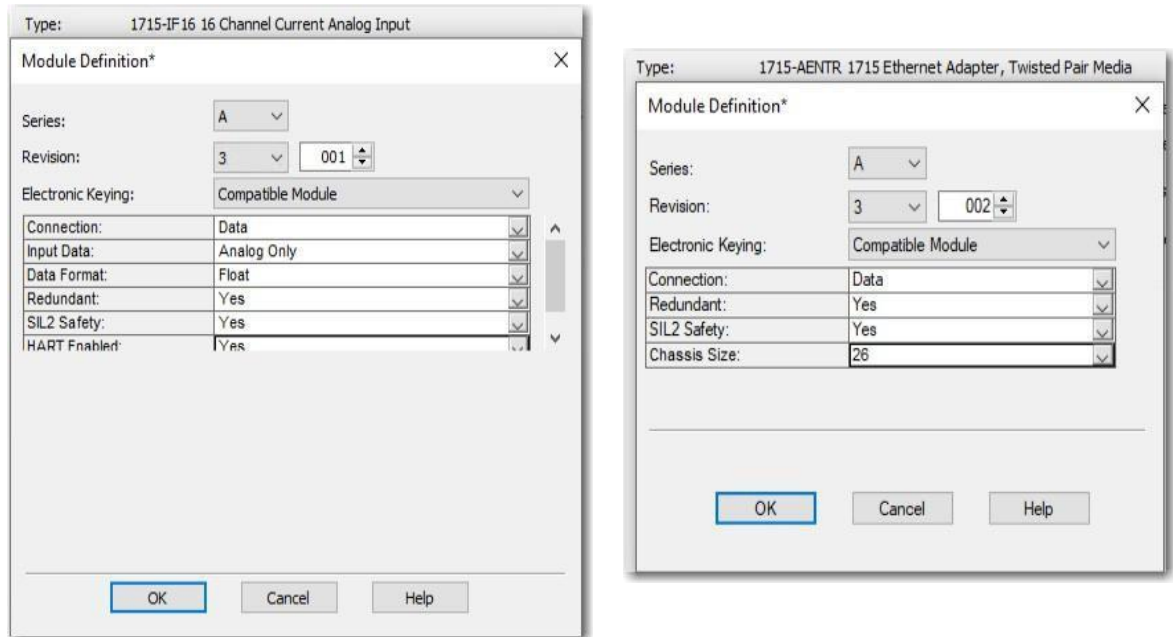 Type: 1715-IF16 16 Channel Current Analog Input
Module Definition*
Series: A
Revision: 3 001
Electronic Keying: Compatible Module
Connection: Data
Input Data: Analog Only
Data Format: Float
Redundant: Yes
SIL2 Safety: Yes
HART Enabled: Yes
OK Cancel Help
Type: 1715-AENTR 1715 Ethernet Adapter, Twisted Pair Media
Module Definition*
Series: A
Revision: 3 002
Electronic Keying: Compatible Module
Connection: Data
Redundant: Yes
SIL2 Safety: Yes
Chassis Size: 26
OK Cancel Help